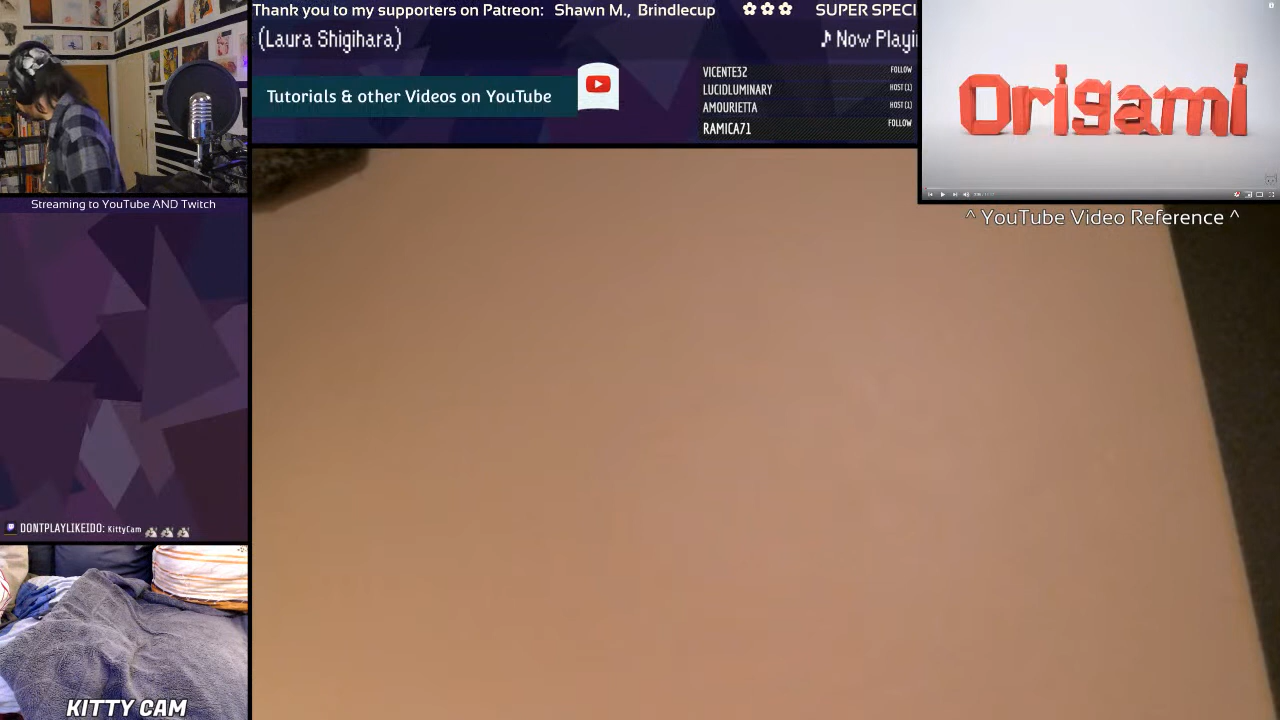 Thank you to my supporters on Patreon: Shawn M., Brindlecup ✿ ✿ ✿ SUPER SPECI
(Laura Shigihara) ♪ Now Playin
Tutorials & other Videos on YouTube
VICENTE32 FOLLOW
LUCIDLUMINARY HOST(1)
AMOURIETTA HOST(1)
RAMICA71 FOLLOW
Origami
^ YouTube Video Reference ^
Streaming to YouTube AND Twitch
DONTPLAYLIKEIDO: KittyCam
KITTY CAM